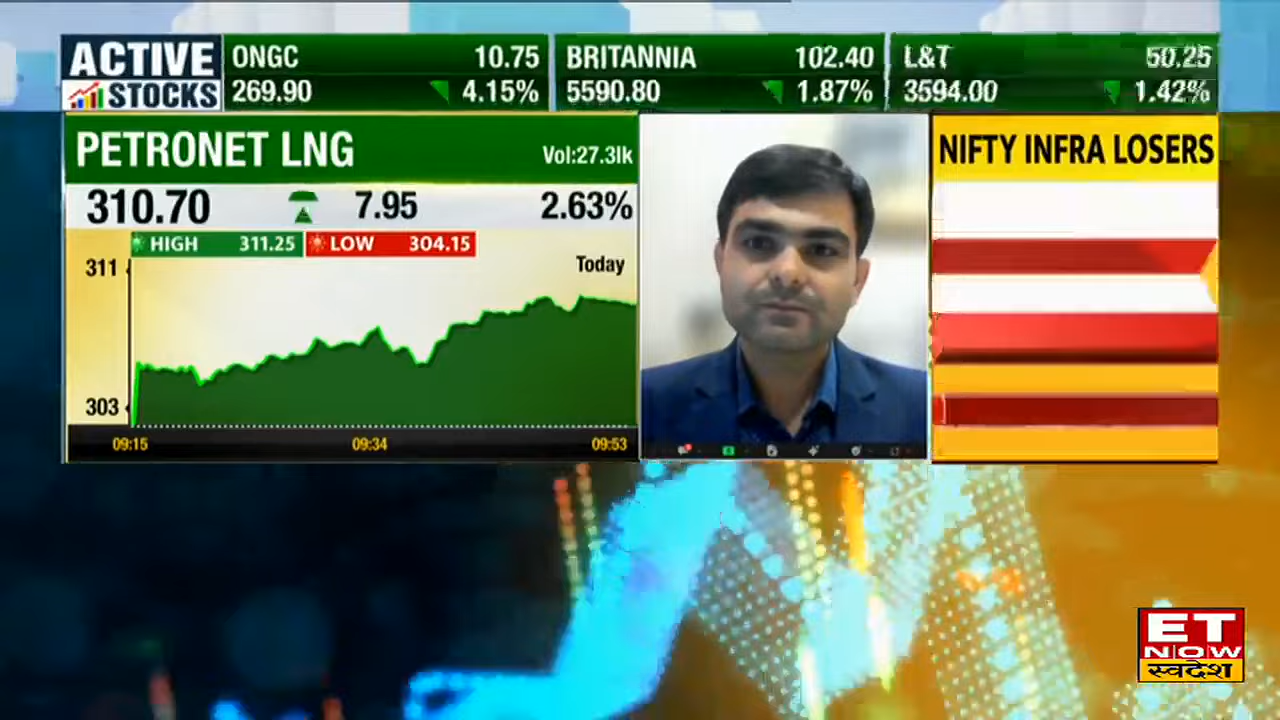 ACTIVE STOCKS
ONGC 10.75
269.90 4.15%
BRITANNIA 102.40
5590.80 1.87%
L&T 50.25
3594.00 1.42%
PETRONET LNG Vol:27.3lk
310.70 7.95 2.63%
HIGH 311.25 LOW 304.15
Today
311
303
09:15 09:34 09:53
NIFTY INFRA LOSERS
ET
NOW
स्वदेश